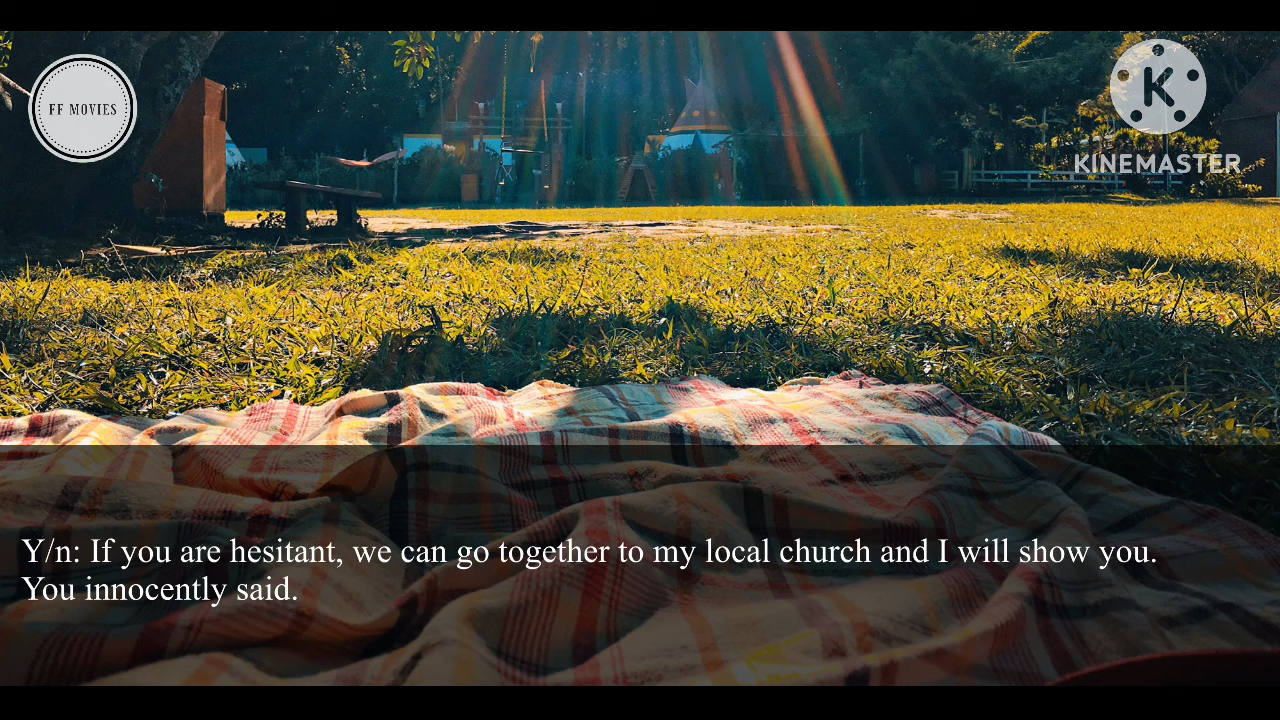 FF MOVIES
KINEMASTER
Y/n: If you are hesitant, we can go together to my local church and I will show you.
You innocently said.